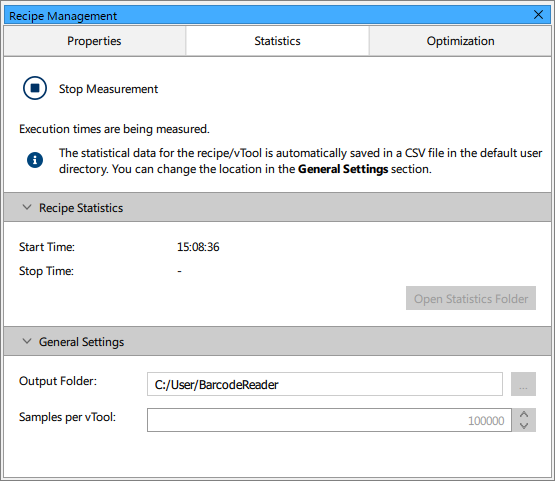 Recipe Management
Properties
Statistics
Optimization
Stop Measurement
Execution times are being measured.
The statistical data for the recipe/vTool is automatically saved in a CSV file in the default user
directory. You can change the location in the General Settings section.
Recipe Statistics
Start Time:
15:08:36
Stop Time:
-
Open Statistics Folder
General Settings
Output Folder:
C:/User/BarcodeReader
...
Samples per vTool:
100000